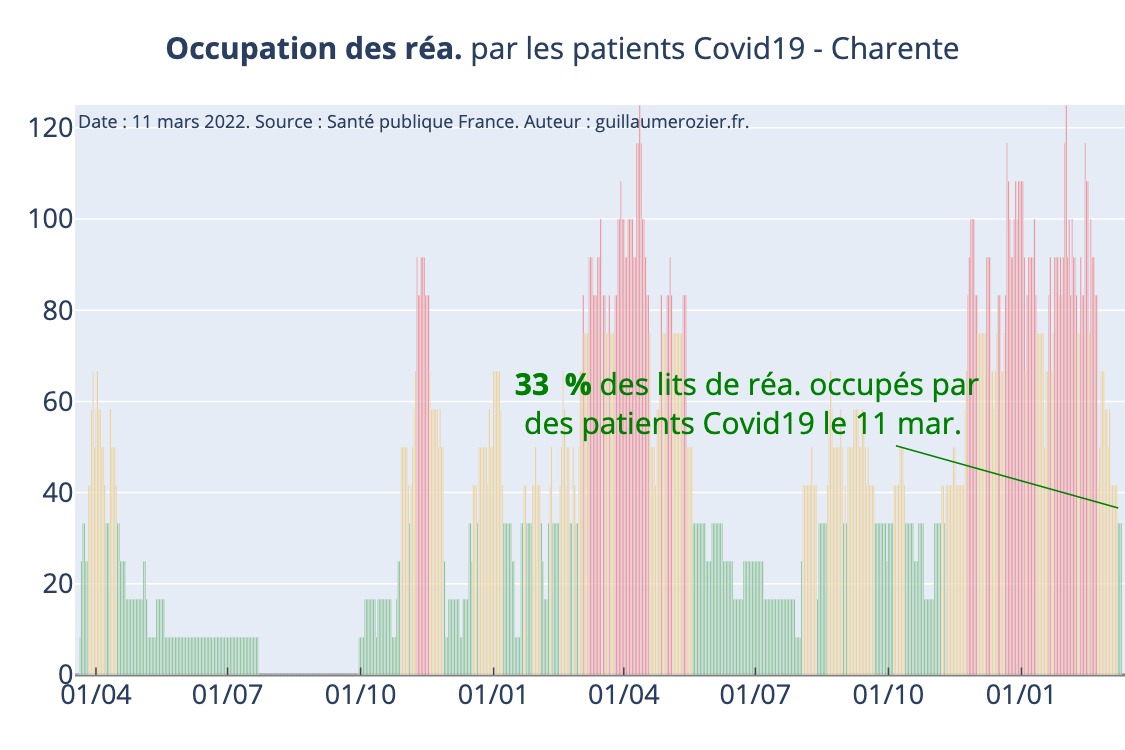 Occupation des réa. par les patients Covid19 - Charente
Date : 11 mars 2022. Source : Santé publique France. Auteur : guillaumerozier.fr.
120
100
80
60
40
20
0
33  % des lits de réa. occupés par
des patients Covid19 le 11 mar.
01/04 01/07 01/10 01/01 01/04 01/07 01/10 01/01